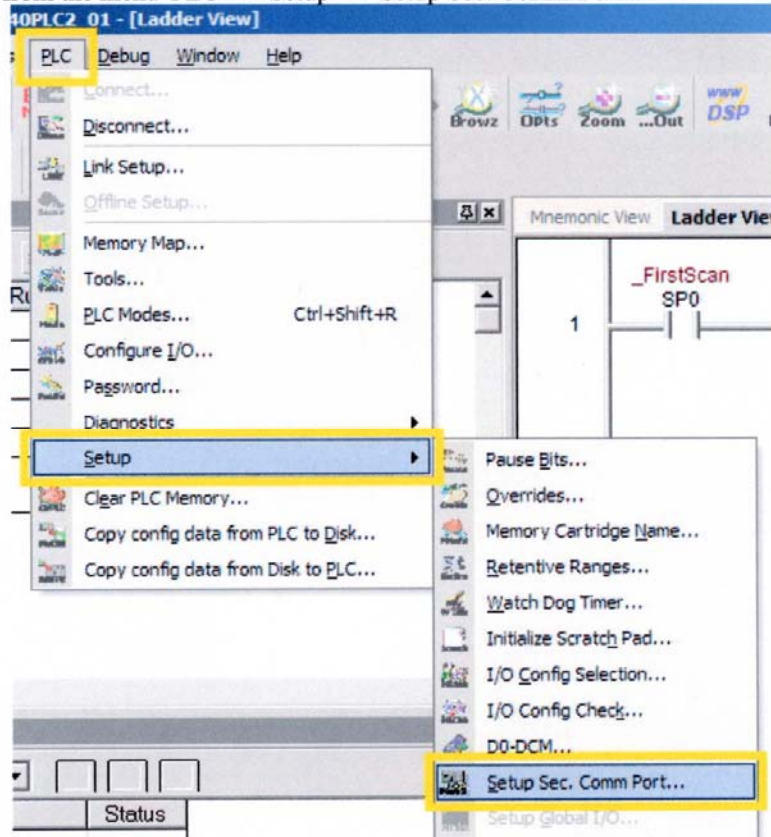 40PLC2_01 - [Ladder View]
PLC Debug Window Help
Connect...
Disconnect...
Link Setup...
Offline Setup...
Memory Map...
Tools...
PLC Modes... Ctrl+Shift+R
Configure I/O...
Password...
Diagnostics
Setup
Clear PLC Memory...
Copy config data from PLC to Disk...
Copy config data from Disk to PLC...
Browz Opts Zoom ...Out WWW DSP
Mnemonic View Ladder Vie
_FirstScan
SP0
1
Pause Bits...
Overrides...
Memory Cartridge Name...
Retentive Ranges...
Watch Dog Timer...
Initialize Scratch Pad...
I/O Config Selection...
I/O Config Check...
D0-DCM...
Setup Sec. Comm Port...
Setup Global I/O...
Status